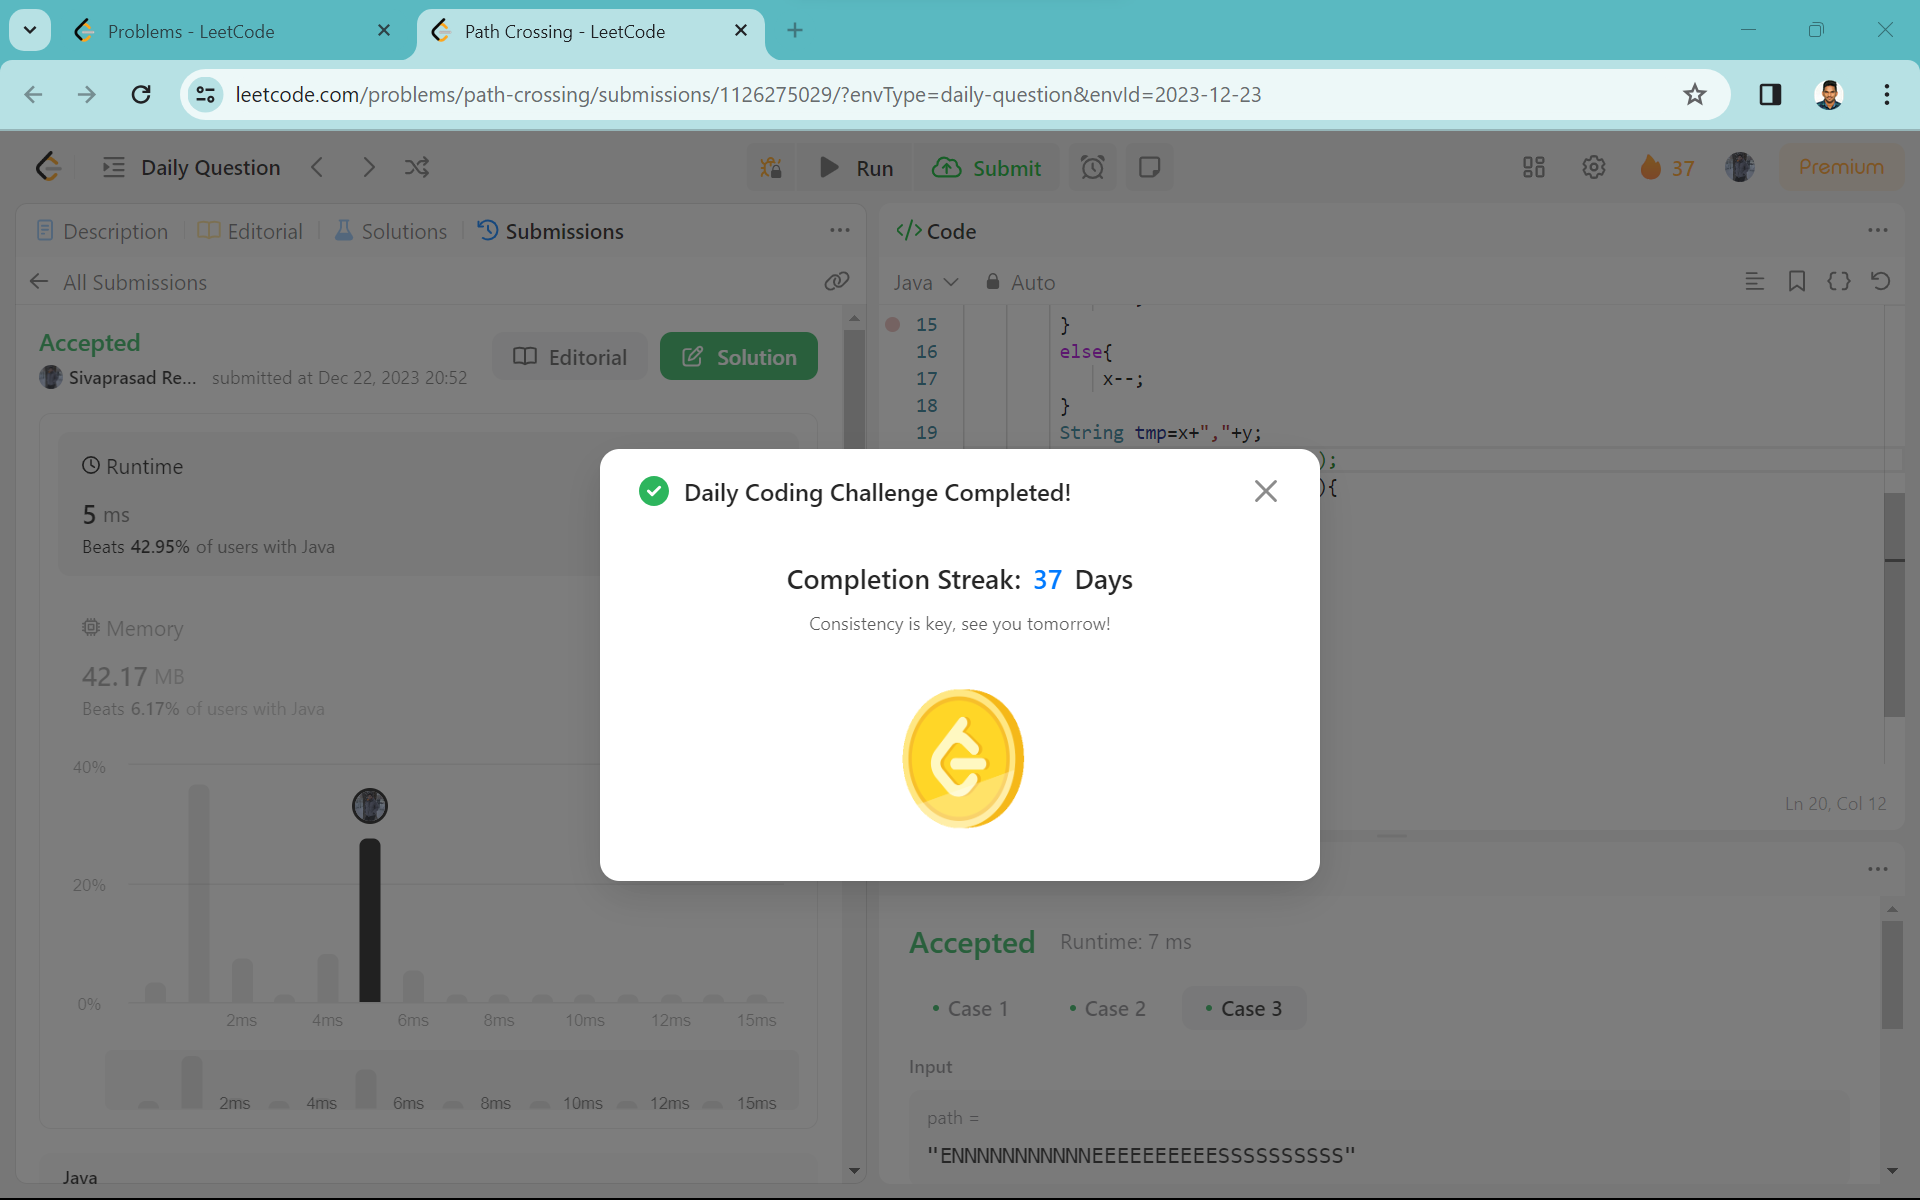 Problems - LeetCode
Path Crossing - LeetCode
leetcode.com/problems/path-crossing/submissions/1126275029/?envType=daily-question&envId=2023-12-23
Daily Question
Run
Submit
37
Premium
Description
Editorial
Solutions
Submissions
All Submissions
Accepted
Sivaprasad Re...
submitted at Dec 22, 2023 20:52
Editorial
Solution
Runtime
5 ms
Beats 42.95% of users with Java
Memory
42.17 MB
Beats 6.17% of users with Java
40%
20%
0%
2ms 4ms 6ms 8ms 10ms 12ms 15ms
2ms 4ms 6ms 8ms 10ms 12ms 15ms
Java
</> Code
Java
Auto
15 }
16 else{
17 x--;
18 }
19 String tmp=x+","+y;
);
){
Ln 20, Col 12
Daily Coding Challenge Completed!
Completion Streak: 37 Days
Consistency is key, see you tomorrow!
Accepted
Runtime: 7 ms
• Case 1
• Case 2
• Case 3
Input
path =
"ENNNNNNNNNNNEEEEEEEEEESSSSSSSSSS"